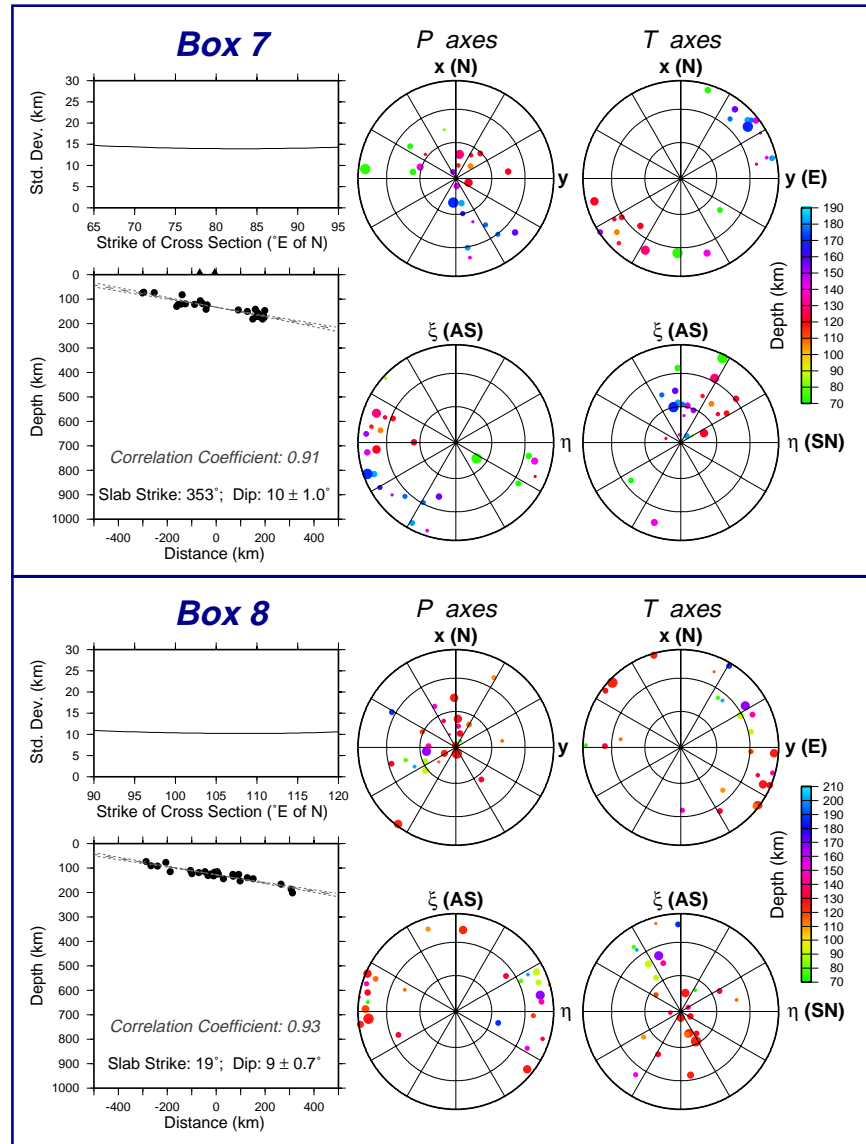 Box 7
P axes
T axes
x (N)
x (N)
30
25
20
15
10
5
0
Std. Dev. (km)
65 70 75 80 85 90 95
Strike of Cross Section (˚E of N)
y
y (E)
0
100
200
300
400
500
600
700
800
900
1000
Depth (km)
Correlation Coefficient: 0.91
Slab Strike: 353˚; Dip: 10 ± 1.0˚
-400 -200 0 200 400
Distance (km)
ξ (AS)
ξ (AS)
η
η (SN)
190
180
170
160
150
140
130
120
110
100
90
80
70
Depth (km)
Box 8
P axes
T axes
x (N)
x (N)
30
25
20
15
10
5
0
Std. Dev. (km)
90 95 100 105 110 115 120
Strike of Cross Section (˚E of N)
y
y (E)
0
100
200
300
400
500
600
700
800
900
1000
Depth (km)
Correlation Coefficient: 0.93
Slab Strike: 19˚; Dip: 9 ± 0.7˚
-400 -200 0 200 400
Distance (km)
ξ (AS)
ξ (AS)
η
η (SN)
210
200
190
180
170
160
150
140
130
120
110
100
90
80
70
Depth (km)